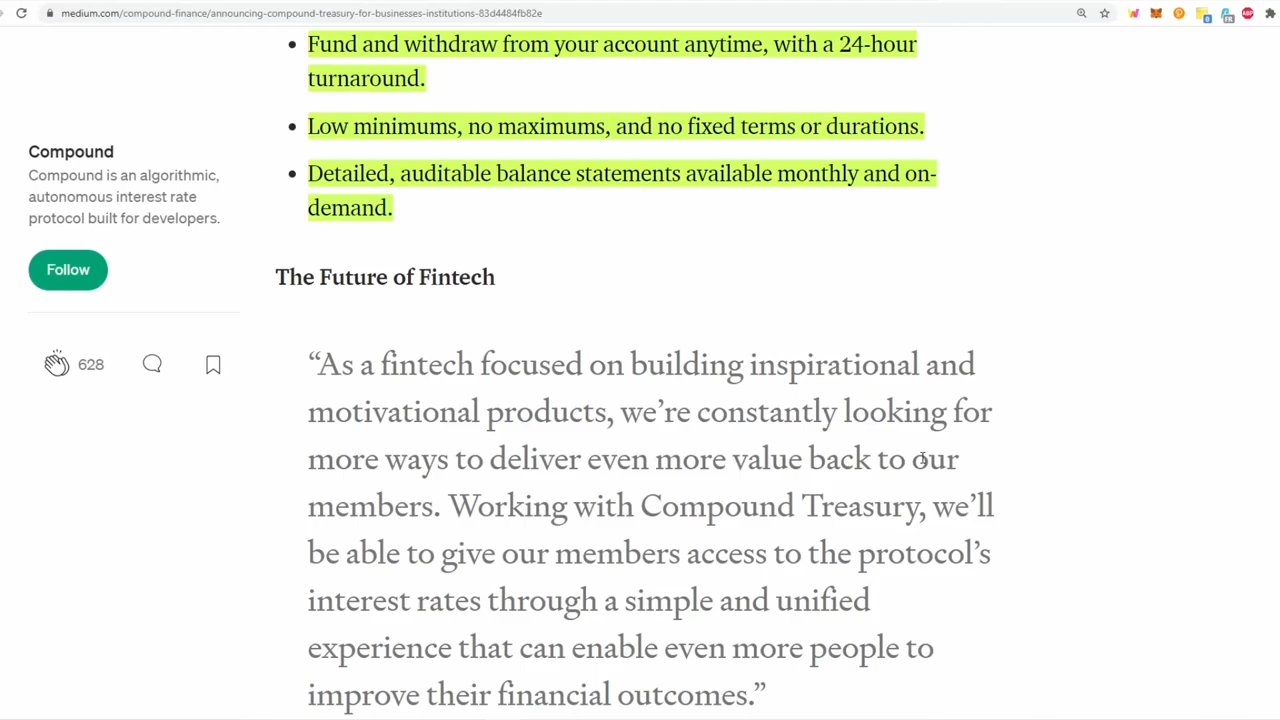 medium.com/compound-finance/announcing-compound-treasury-for-businesses-institutions-83d4484fb82e
Fund and withdraw from your account anytime, with a 24-hour
turnaround.
Low minimums, no maximums, and no fixed terms or durations.
Detailed, auditable balance statements available monthly and on-
demand.
Compound
Compound is an algorithmic,
autonomous interest rate
protocol built for developers.
Follow
628
The Future of Fintech
“As a fintech focused on building inspirational and
motivational products, we’re constantly looking for
more ways to deliver even more value back to our
members. Working with Compound Treasury, we’ll
be able to give our members access to the protocol’s
interest rates through a simple and unified
experience that can enable even more people to
improve their financial outcomes.”